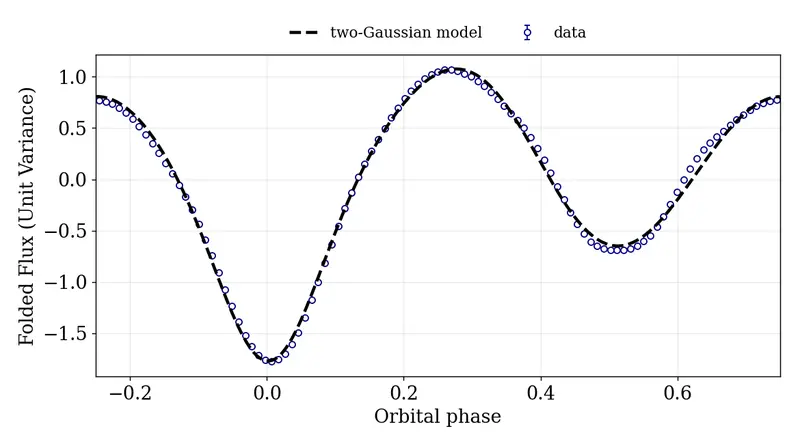 two-Gaussian model data
Folded Flux (Unit Variance)
1.0
0.5
0.0
−0.5
−1.0
−1.5
−0.2 0.0 0.2 0.4 0.6
Orbital phase